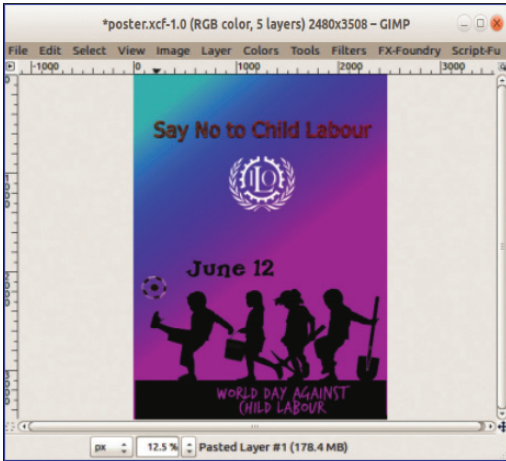 *poster.xcf-1.0 (RGB color, 5 layers) 2480x3508 – GIMP
File Edit Select View Image Layer Colors Tools Filters FX-Foundry Script-Fu
-1000 0 1000 2000 3000
Say No to Child Labour
ILO
June 12
WORLD DAY AGAINST
CHILD LABOUR
px 12.5 % Pasted Layer #1 (178.4 MB)